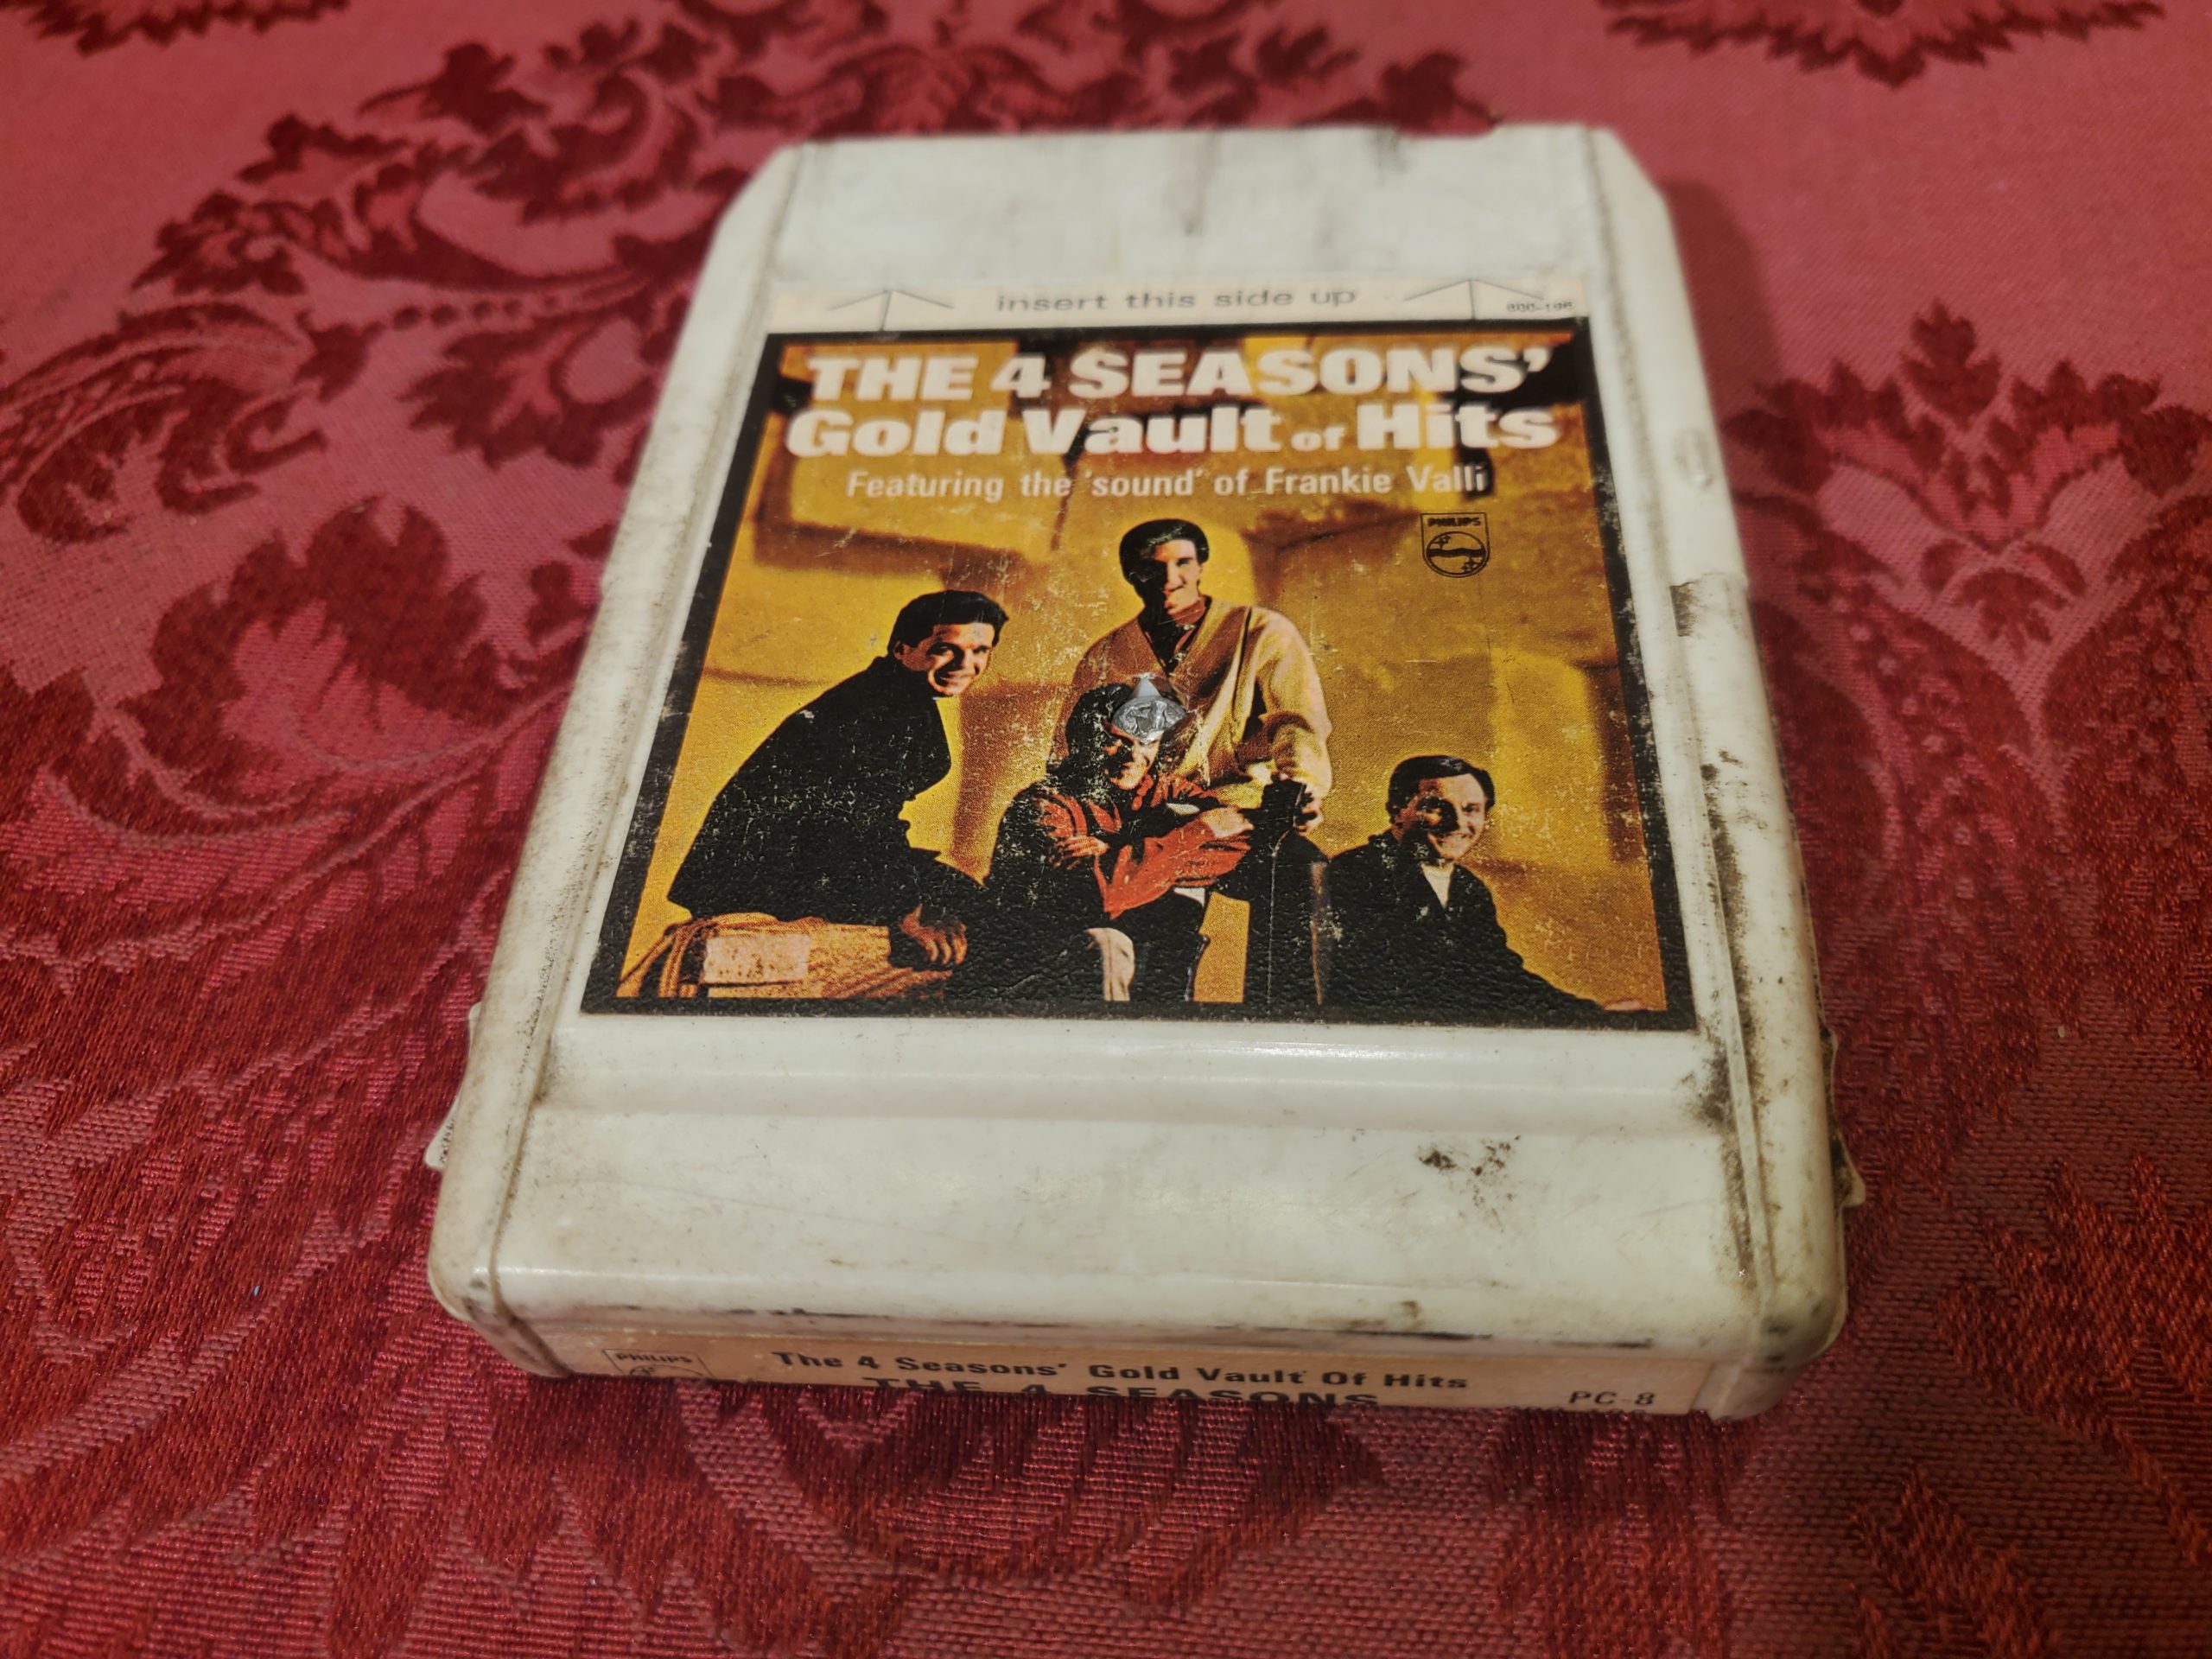 insert this side up
THE 4 SEASONS'
Gold Vault of Hits
Featuring the 'sound' of Frankie Valli
PHILIPS
PHILIPS
The 4 Seasons' Gold Vault Of Hits
THE 4 SEASONS
PC-8